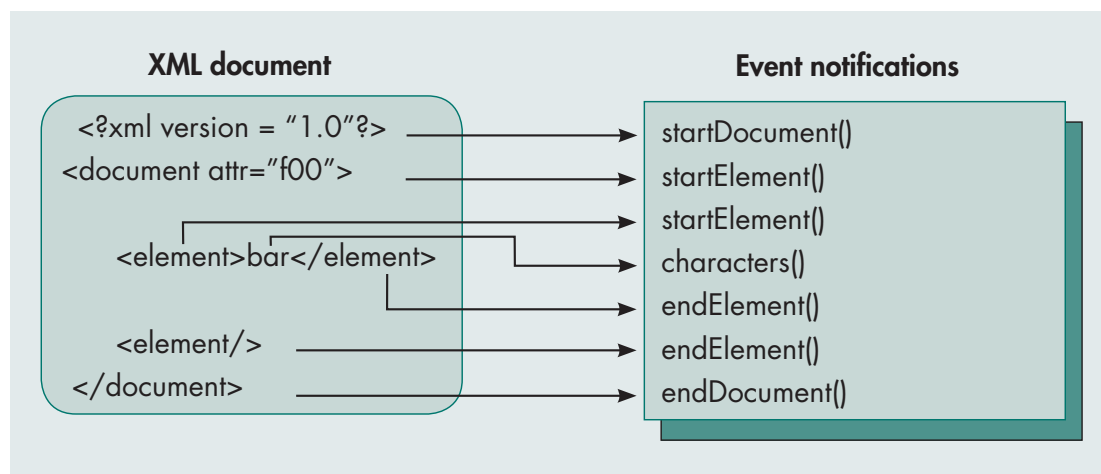 XML document
<?xml version = “1.0”?>
<document attr=”f00”>
<element>bar</element>
<element/>
</document>
Event notifications
startDocument()
startElement()
startElement()
characters()
endElement()
endElement()
endDocument()